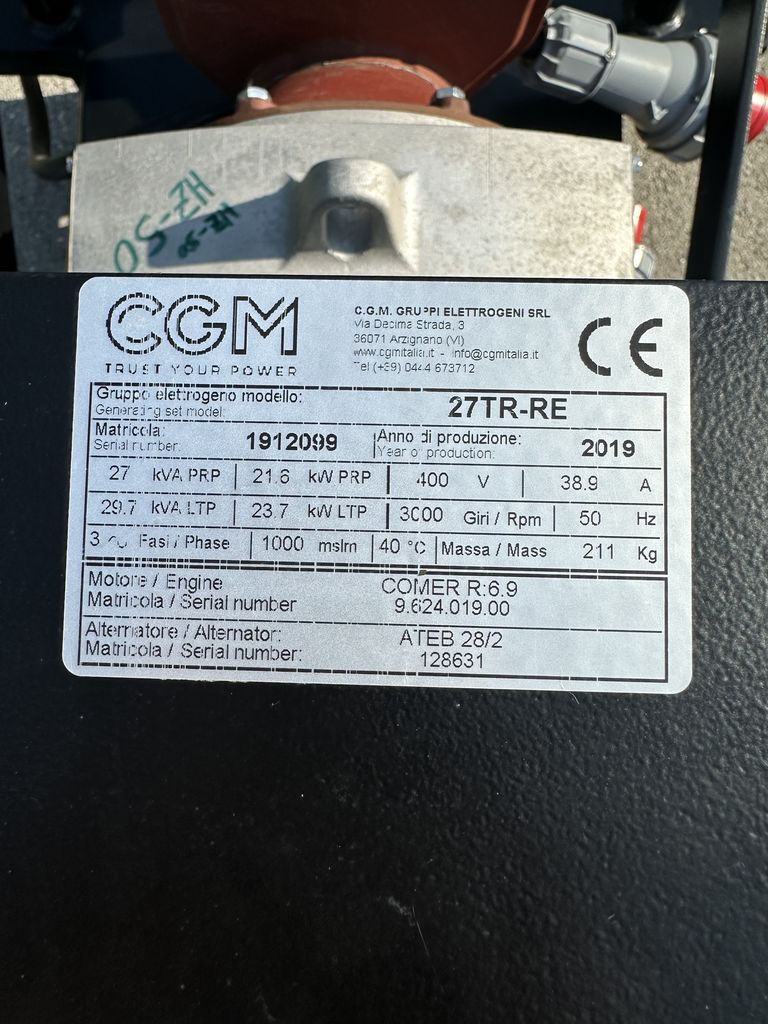 HZ-50
HZ-50
CGM
TRUST YOUR POWER
C.G.M. GRUPPI ELETTROGENI SRL
Via Decima Strada, 3
36071 Arzignano (VI)
www.cgmitalia.it - info@cgmitalia.it
Tel (+39) 0444 673712
CE
Gruppo elettrogeno modello:
Generating set model:
27TR-RE
Matricola:
Serial number:
1912099
Anno di produzione:
Year of production:
2019
27 kVA PRP 21.6 kW PRP 400 V 38.9 A
29.7 kVA LTP 23.7 kW LTP 3000 Giri / Rpm 50 Hz
3 ~ Fasi / Phase 1000 mslm 40 °C Massa / Mass 211 Kg
Motore / Engine COMER R:6.9
Matricola / Serial number 9.624.019.00
Alternatore / Alternator: ATEB 28/2
Matricola / Serial number: 128631